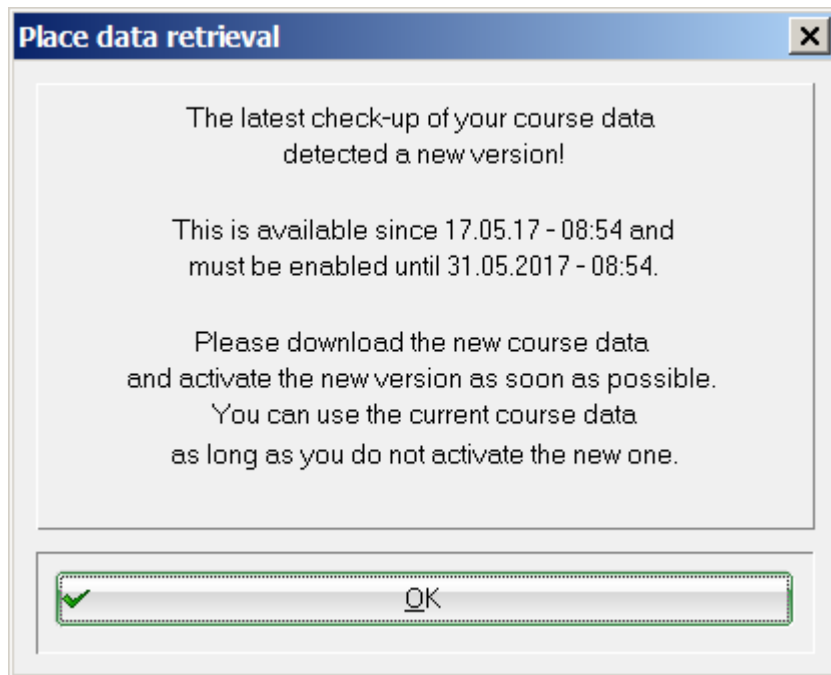 Place data retrieval
The latest check-up of your course data
detected a new version!
This is available since 17.05.17 - 08:54 and
must be enabled until 31.05.2017 - 08:54.
Please download the new course data
and activate the new version as soon as possible.
You can use the current course data
as long as you do not activate the new one.
OK